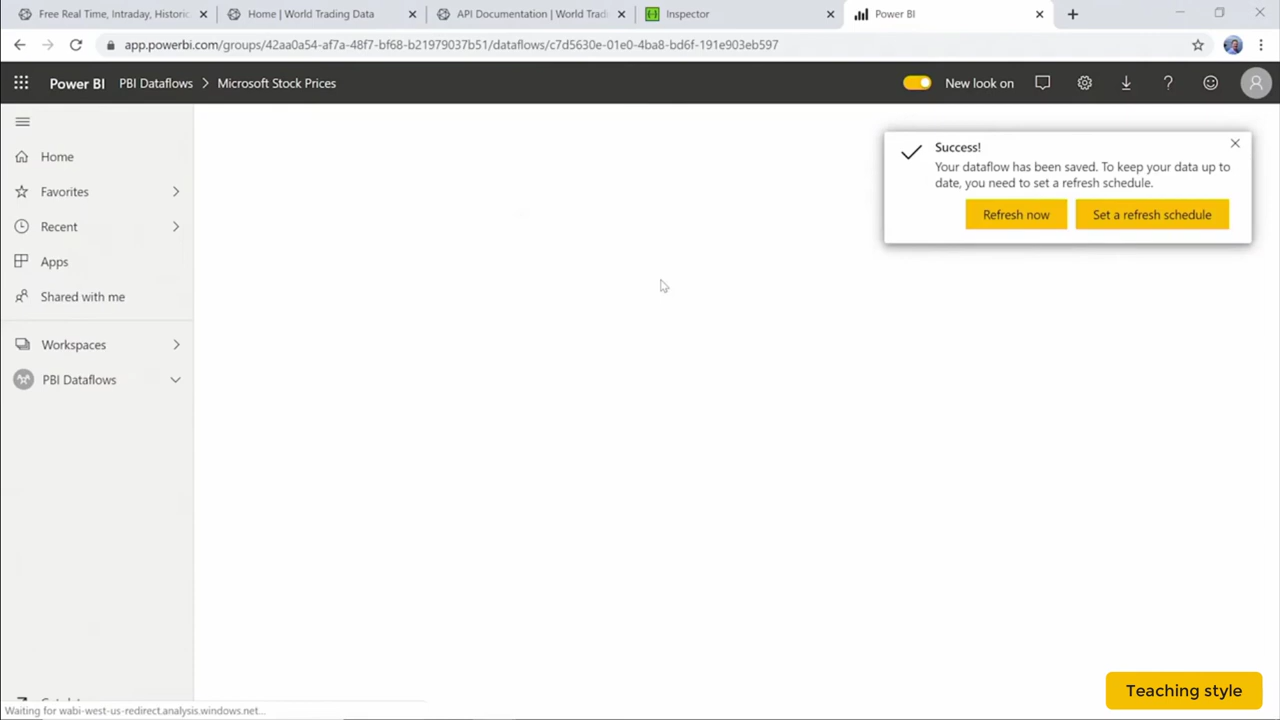 Free Real Time, Intraday, Historic
Home | World Trading Data
API Documentation | World Tradi
Inspector
Power BI
app.powerbi.com/groups/42aa0a54-af7a-48f7-bf68-b21979037b51/dataflows/c7d5630e-01e0-4ba8-bd6f-191e903eb597
Power BI PBI Dataflows > Microsoft Stock Prices
New look on
Home
Favorites
Recent
Apps
Shared with me
Workspaces
PBI Dataflows
Success!
Your dataflow has been saved. To keep your data up to
date, you need to set a refresh schedule.
Refresh now
Set a refresh schedule
Teaching style
Waiting for wabi-west-us-redirect.analysis.windows.net...